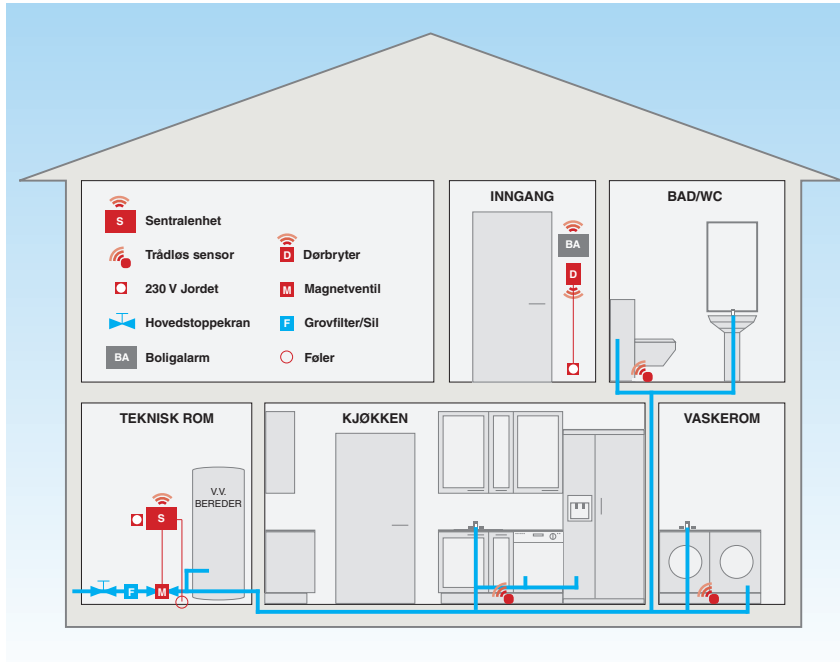 S
Sentralenhet
Trådløs sensor
230 V Jordet
Hovedstoppekran
BA
Boligalarm
D
Dørbryter
M
Magnetventil
F
Grovfilter/Sil
Føler
INNGANG
BA
D
BAD/WC
TEKNISK ROM
V.V.
BEREDER
S
F
M
KJØKKEN
VASKEROM